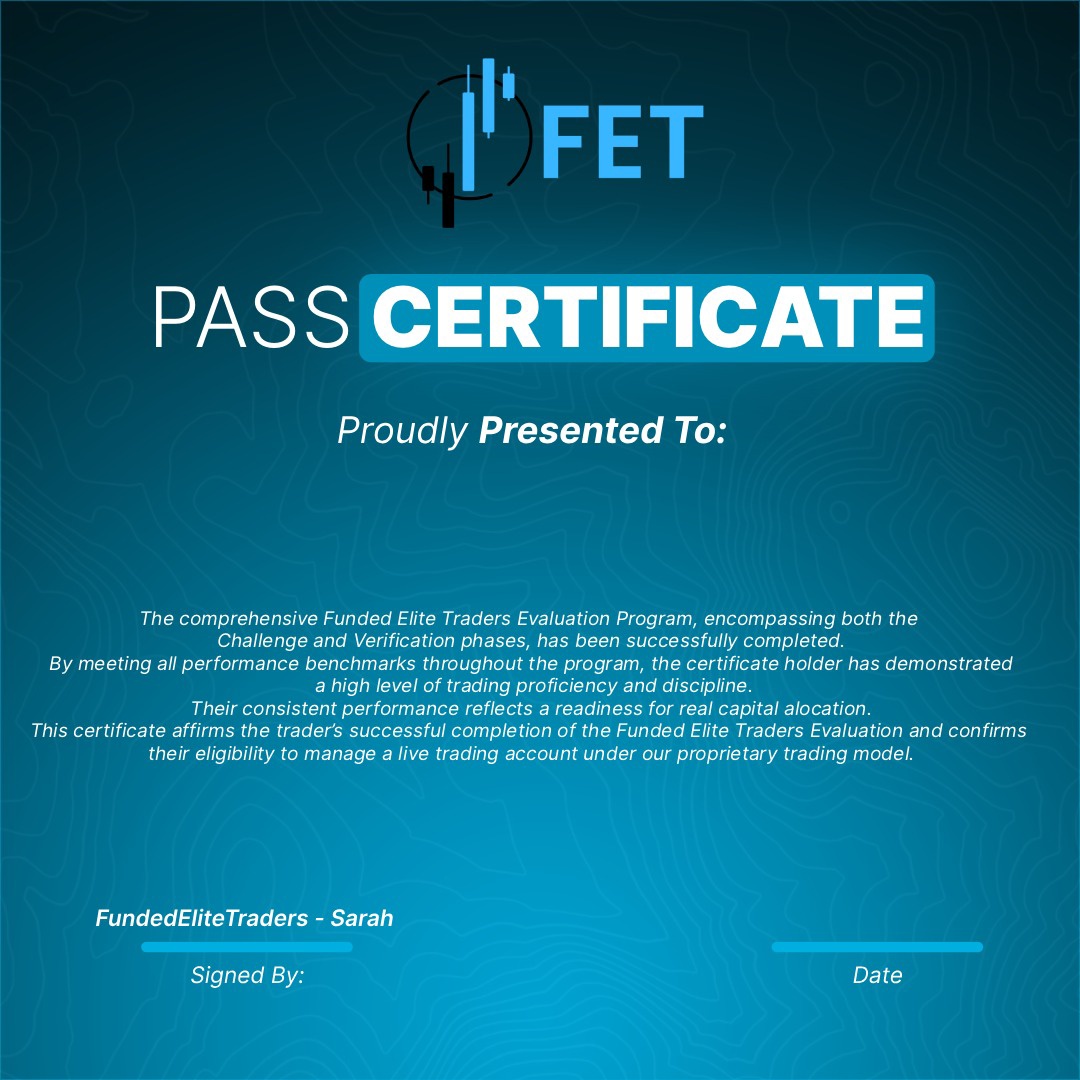 FET
PASS CERTIFICATE
Proudly Presented To:
The comprehensive Funded Elite Traders Evaluation Program, encompassing both the
Challenge and Verification phases, has been successfully completed.
By meeting all performance benchmarks throughout the program, the certificate holder has demonstrated
a high level of trading proficiency and discipline.
Their consistent performance reflects a readiness for real capital alocation.
This certificate affirms the trader’s successful completion of the Funded Elite Traders Evaluation and confirms
their eligibility to manage a live trading account under our proprietary trading model.
FundedEliteTraders - Sarah
Signed By:
Date